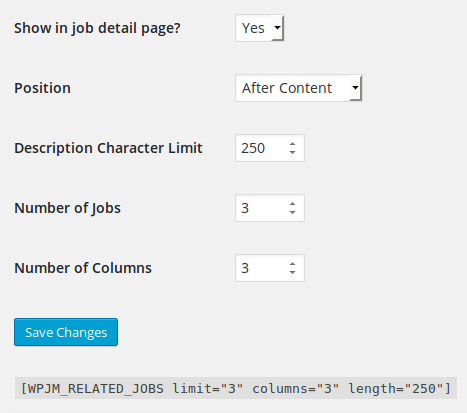 Show in job detail page? Yes
Position After Content
Description Character Limit 250
Number of Jobs 3
Number of Columns 3
Save Changes
[WPJM_RELATED_JOBS limit="3" columns="3" length="250"]